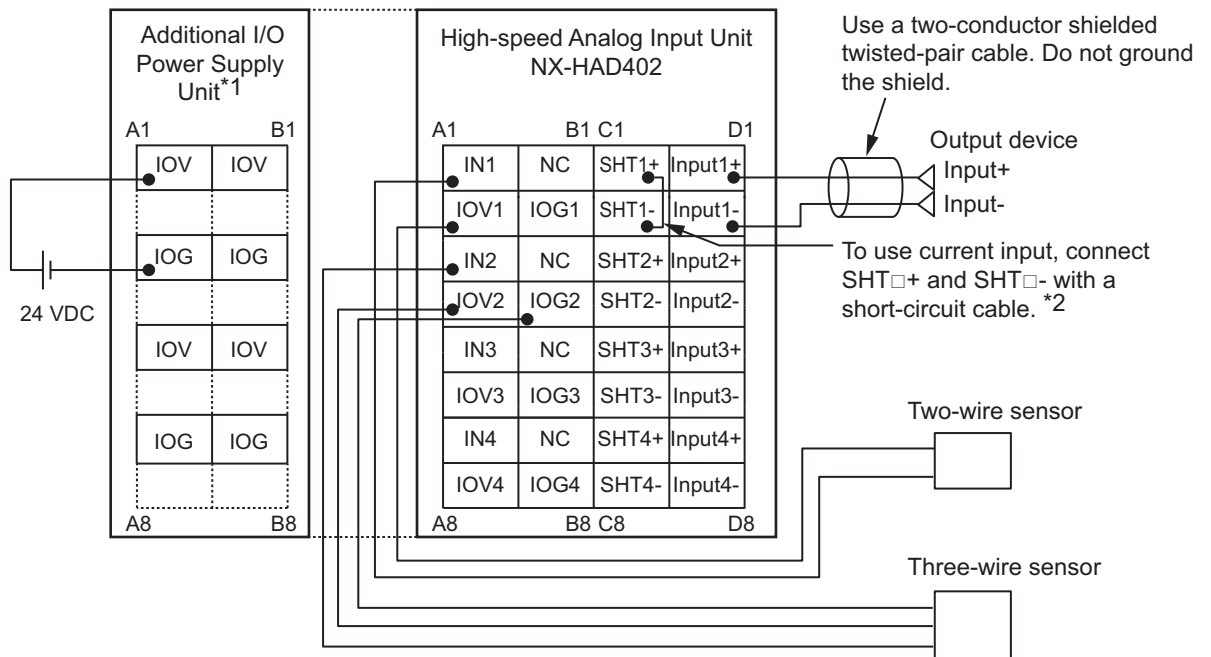 Additional I/O
Power Supply
Unit*1
A1 B1
IOV IOV
IOG IOG
IOV IOV
IOG IOG
A8 B8
24 VDC
High-speed Analog Input Unit
NX-HAD402
A1 B1 C1 D1
IN1 NC SHT1+ Input1+
IOV1 IOG1 SHT1- Input1-
IN2 NC SHT2+ Input2+
IOV2 IOG2 SHT2- Input2-
IN3 NC SHT3+ Input3+
IOV3 IOG3 SHT3- Input3-
IN4 NC SHT4+ Input4+
IOV4 IOG4 SHT4- Input4-
A8 B8 C8 D8
Use a two-conductor shielded
twisted-pair cable. Do not ground
the shield.
Output device
Input+
Input-
To use current input, connect
SHT□+ and SHT□- with a
short-circuit cable. *2
Two-wire sensor
Three-wire sensor